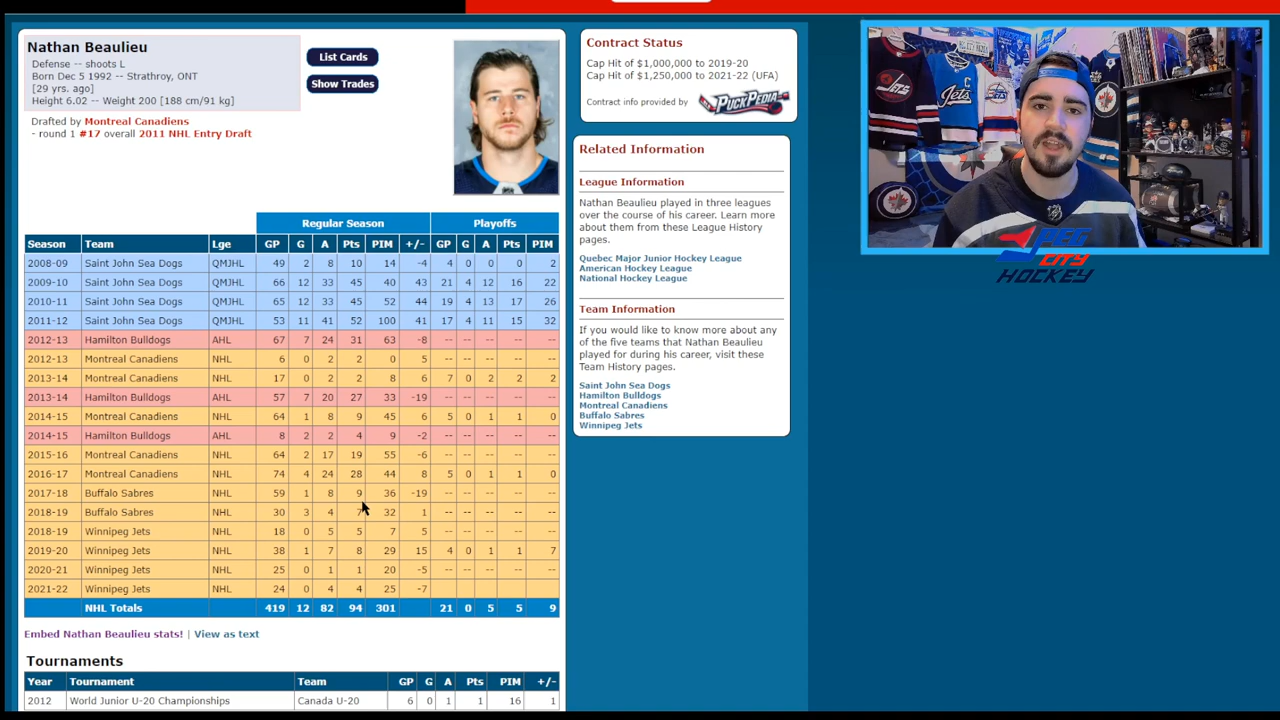 Nathan Beaulieu
Defense -- shoots L
Born Dec 5 1992 -- Strathroy, ONT
[29 yrs. ago]
Height 6.02 -- Weight 200 [188 cm/91 kg]
Drafted by Montreal Canadiens
- round 1 #17 overall 2011 NHL Entry Draft
List Cards
Show Trades
Regular Season Playoffs
Season Team Lge GP G A Pts PIM +/- GP G A Pts PIM
2008-09 Saint John Sea Dogs QMJHL 49 2 8 10 14 -4 4 0 0 0 2
2009-10 Saint John Sea Dogs QMJHL 66 12 33 45 40 43 21 4 12 16 22
2010-11 Saint John Sea Dogs QMJHL 65 12 33 45 52 44 19 4 13 17 26
2011-12 Saint John Sea Dogs QMJHL 53 11 41 52 100 41 17 4 11 15 32
2012-13 Hamilton Bulldogs AHL 67 7 24 31 63 -8 -- -- -- -- --
2012-13 Montreal Canadiens NHL 6 0 2 2 0 5 -- -- -- -- --
2013-14 Montreal Canadiens NHL 17 0 2 2 8 6 7 0 2 2 2
2013-14 Hamilton Bulldogs AHL 57 7 20 27 33 -19 -- -- -- -- --
2014-15 Montreal Canadiens NHL 64 1 8 9 45 6 5 0 1 1 0
2014-15 Hamilton Bulldogs AHL 8 2 2 4 9 -2 -- -- -- -- --
2015-16 Montreal Canadiens NHL 64 2 17 19 55 -6 -- -- -- -- --
2016-17 Montreal Canadiens NHL 74 4 24 28 44 8 5 0 1 1 0
2017-18 Buffalo Sabres NHL 59 1 8 9 36 -19 -- -- -- -- --
2018-19 Buffalo Sabres NHL 30 3 4 7 32 1 -- -- -- -- --
2018-19 Winnipeg Jets NHL 18 0 5 5 7 5 -- -- -- -- --
2019-20 Winnipeg Jets NHL 38 1 7 8 29 15 4 0 1 1 7
2020-21 Winnipeg Jets NHL 25 0 1 1 20 -5 -- -- -- -- --
2021-22 Winnipeg Jets NHL 24 0 4 4 25 -7
NHL Totals 419 12 82 94 301 21 0 5 5 9
Embed Nathan Beaulieu stats! | View as text
Tournaments
Year Tournament Team GP G A Pts PIM +/-
2012 World Junior U-20 Championships Canada U-20 6 0 1 1 16 1
Contract Status
Cap Hit of $1,000,000 to 2019-20
Cap Hit of $1,250,000 to 2021-22 (UFA)
Contract info provided by PUCKPEDIA
Related Information
League Information
Nathan Beaulieu played in three leagues
over the course of his career. Learn more
about them from these League History
pages.
Quebec Major Junior Hockey League
American Hockey League
National Hockey League
Team Information
If you would like to know more about any
of the five teams that Nathan Beaulieu
played for during his career, visit these
Team History pages.
Saint John Sea Dogs
Hamilton Bulldogs
Montreal Canadiens
Buffalo Sabres
Winnipeg Jets
Jets
PEG
CITY
HOCKEY